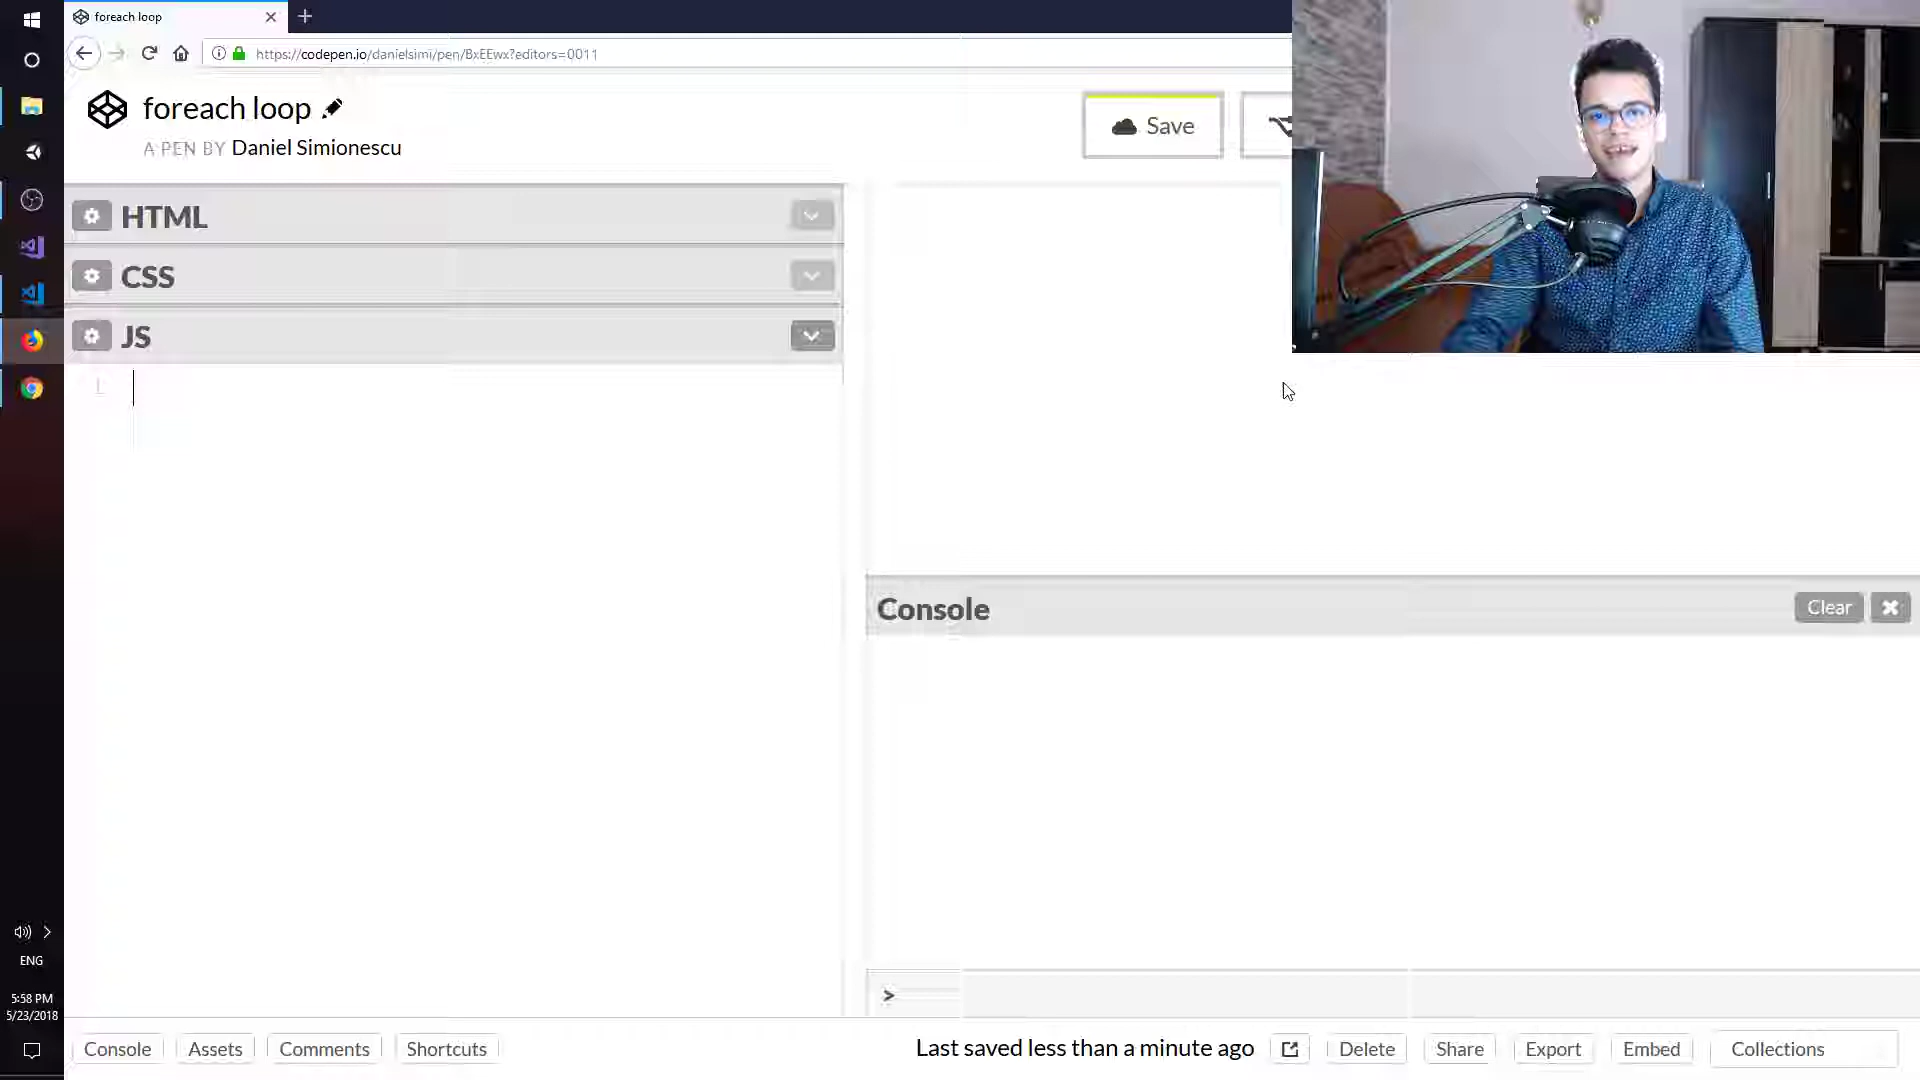 foreach loop
https://codepen.io/danielsimi/pen/BxEEwx?editors=0011
foreach loop
A PEN BY Daniel Simionescu
Save
HTML
CSS
JS
1
Console
Clear
>
ENG
5:58 PM
5/23/2018
Console
Assets
Comments
Shortcuts
Last saved less than a minute ago
Delete
Share
Export
Embed
Collections